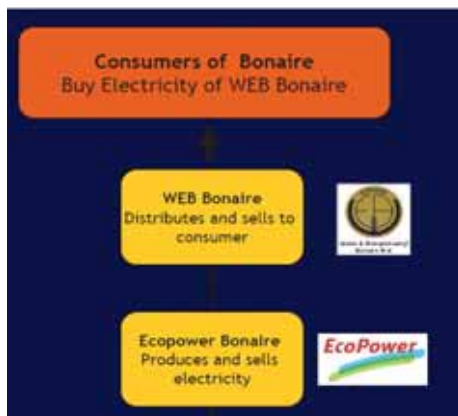 Consumers of Bonaire
Buy Electricity of WEB Bonaire
WEB Bonaire
Distributes and sells to
consumer
Ecopower Bonaire
Produces and sells
electricity
EcoPower